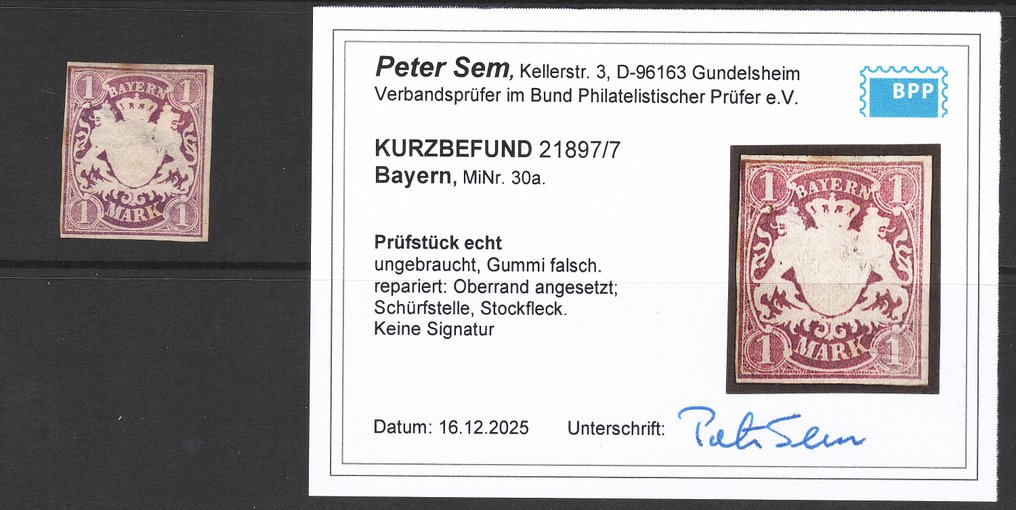 1 1
BAYERN
1 MARK 1
Peter Sem, Kellerstr. 3, D-96163 Gundelsheim
Verbandsprüfer im Bund Philatelistischer Prüfer e.V.
BPP
KURZBEFUND 21897/7
Bayern, MiNr. 30a.
Prüfstück echt
ungebraucht, Gummi falsch.
repariert: Oberrand angesetzt;
Schürfstelle, Stockfleck.
Keine Signatur
1 1
BAYERN
1 MARK 1
Datum: 16.12.2025 Unterschrift: Peter Sem